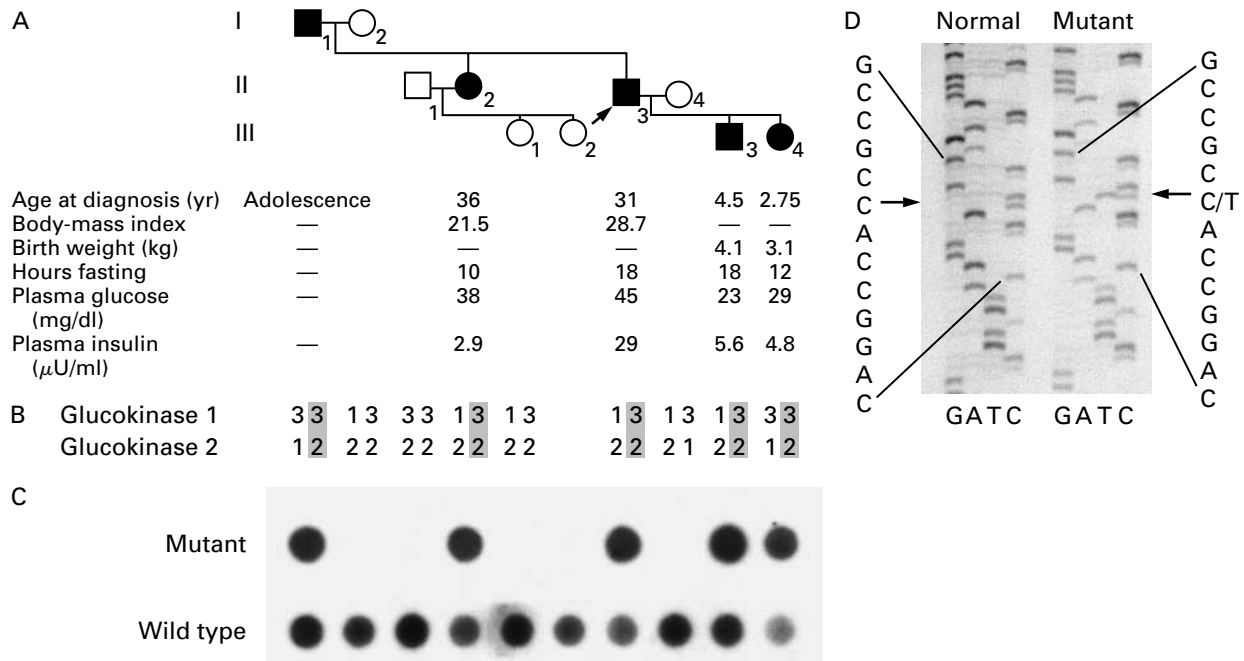 A
I
1
2
II
1
2
3
4
III
1
2
3
4
Age at diagnosis (yr) Adolescence 36 31 4.5 2.75
Body-mass index — 21.5 28.7 — —
Birth weight (kg) — — — 4.1 3.1
Hours fasting — 10 18 18 12
Plasma glucose — 38 45 23 29
(mg/dl)
Plasma insulin — 2.9 29 5.6 4.8
(μU/ml)
B Glucokinase 1 3 3 1 3 3 3 1 3 1 3 1 3 1 3 1 3 3 3
Glucokinase 2 1 2 2 2 2 2 2 2 2 2 2 2 2 1 2 2 1 2
C
Mutant
Wild type
D Normal Mutant
G
C
C
G
C
C
A
C
C
G
G
A
C
G
C
C
G
C
C/T
A
C
C
G
G
A
C
G A T C G A T C